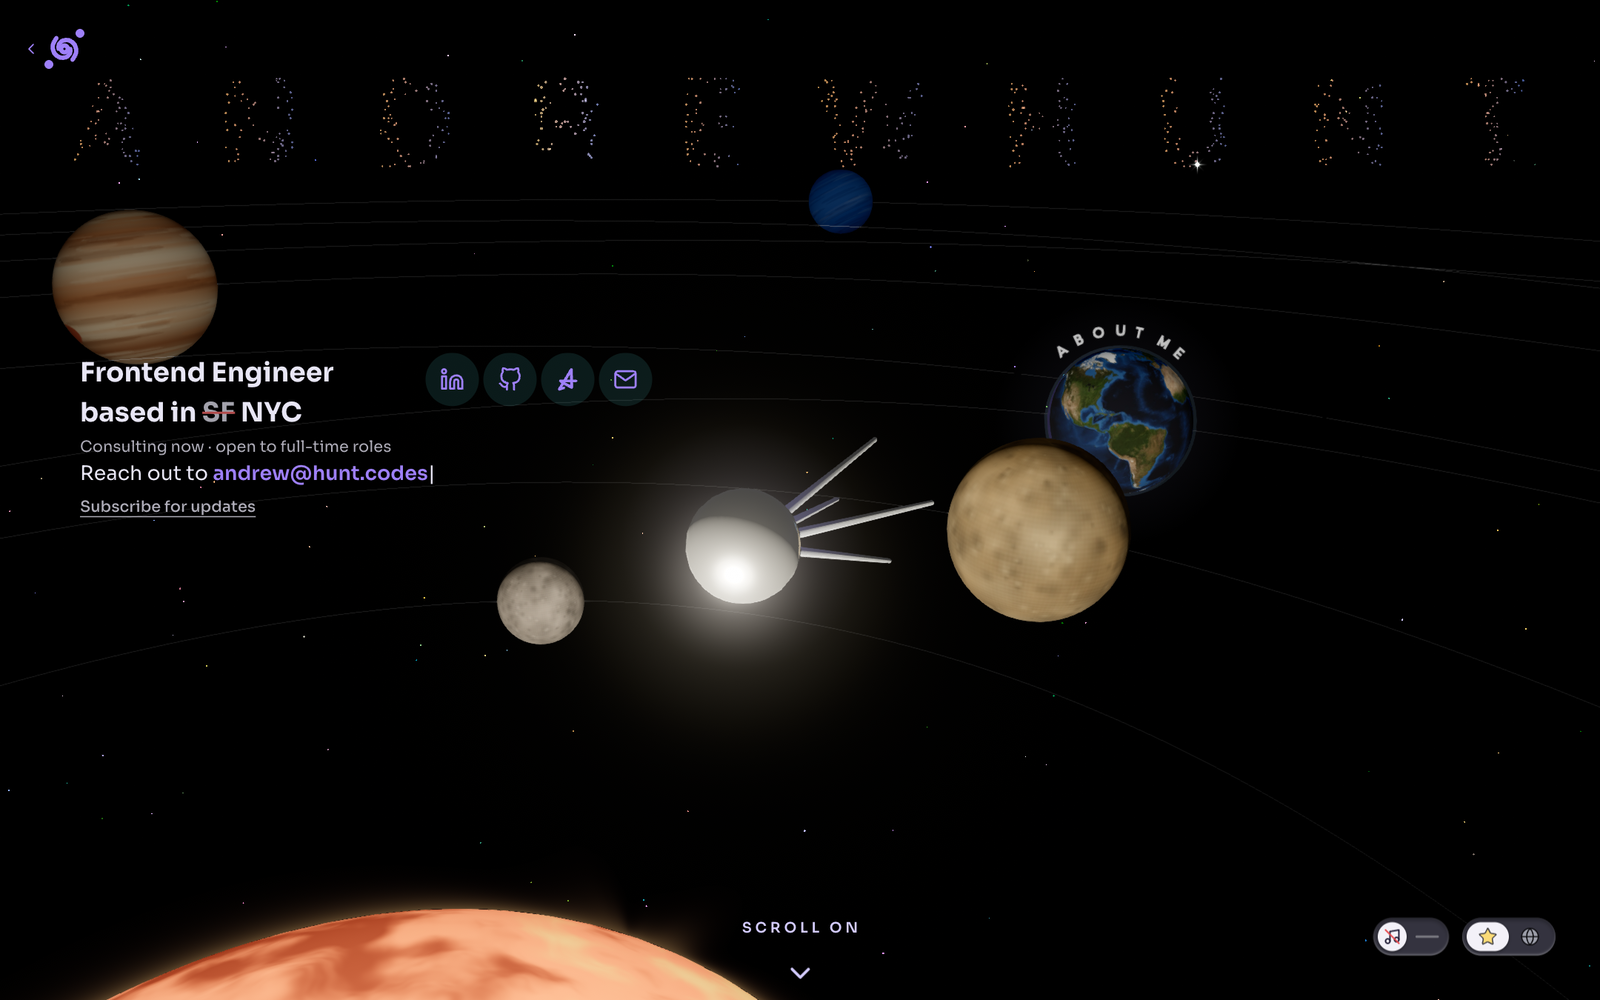 ANDREW HUNT
ABOUT ME
Frontend Engineer
based in SF NYC
Consulting now · open to full-time roles
Reach out to andrew@hunt.codes|
Subscribe for updates
SCROLL ON